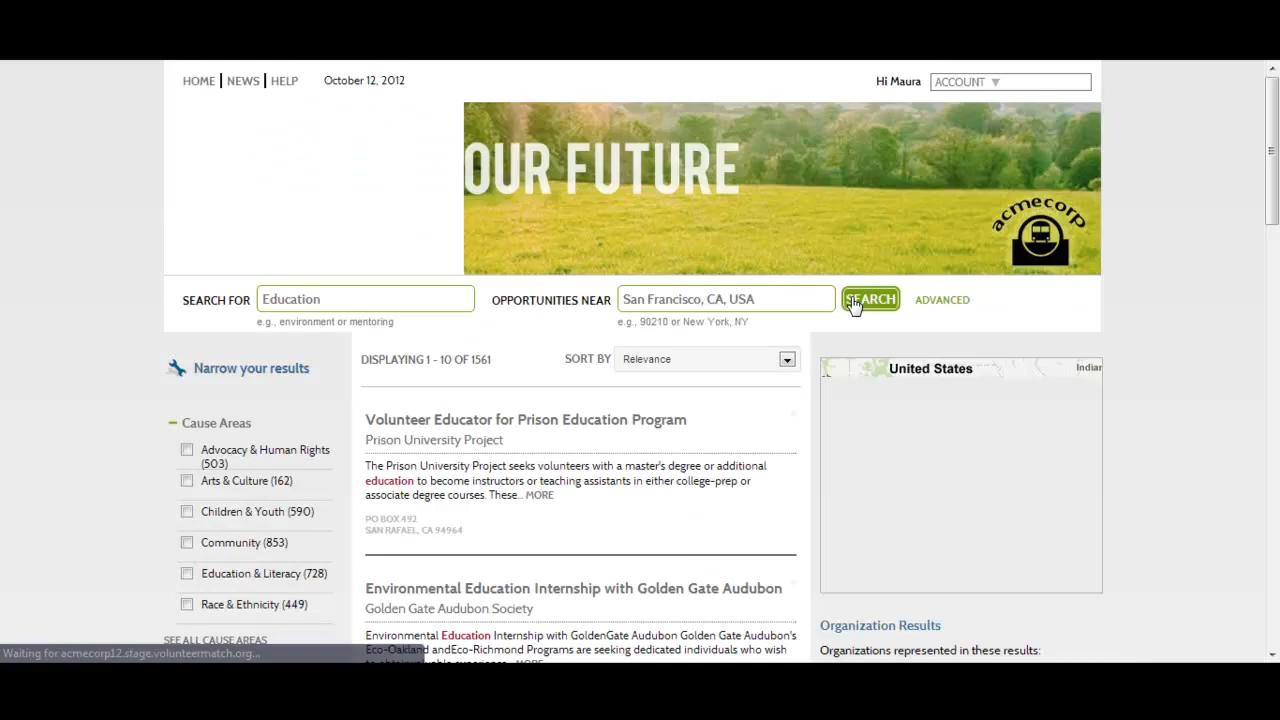 HOME NEWS HELP October 12, 2012 Hi Maura ACCOUNT
OUR FUTURE
acmecorp
SEARCH FOR Education OPPORTUNITIES NEAR San Francisco, CA, USA SEARCH ADVANCED
e.g., environment or mentoring e.g., 90210 or New York, NY
Narrow your results
Cause Areas
Advocacy & Human Rights
(503)
Arts & Culture (162)
Children & Youth (590)
Community (853)
Education & Literacy (728)
Race & Ethnicity (449)
SEE ALL CAUSE AREAS
DISPLAYING 1 - 10 OF 1561 SORT BY Relevance
Volunteer Educator for Prison Education Program
Prison University Project
The Prison University Project seeks volunteers with a master's degree or additional
education to become instructors or teaching assistants in either college-prep or
associate degree courses. These... MORE
PO BOX 492
SAN RAFAEL, CA 94964
Environmental Education Internship with Golden Gate Audubon
Golden Gate Audubon Society
Environmental Education Internship with GoldenGate Audubon Golden Gate Audubon's
Eco-Oakland andEco-Richmond Programs are seeking dedicated individuals who wish
United States Indian
Organization Results
Organizations represented in these results:
Waiting for acmecorp12.stage.volunteermatch.org...